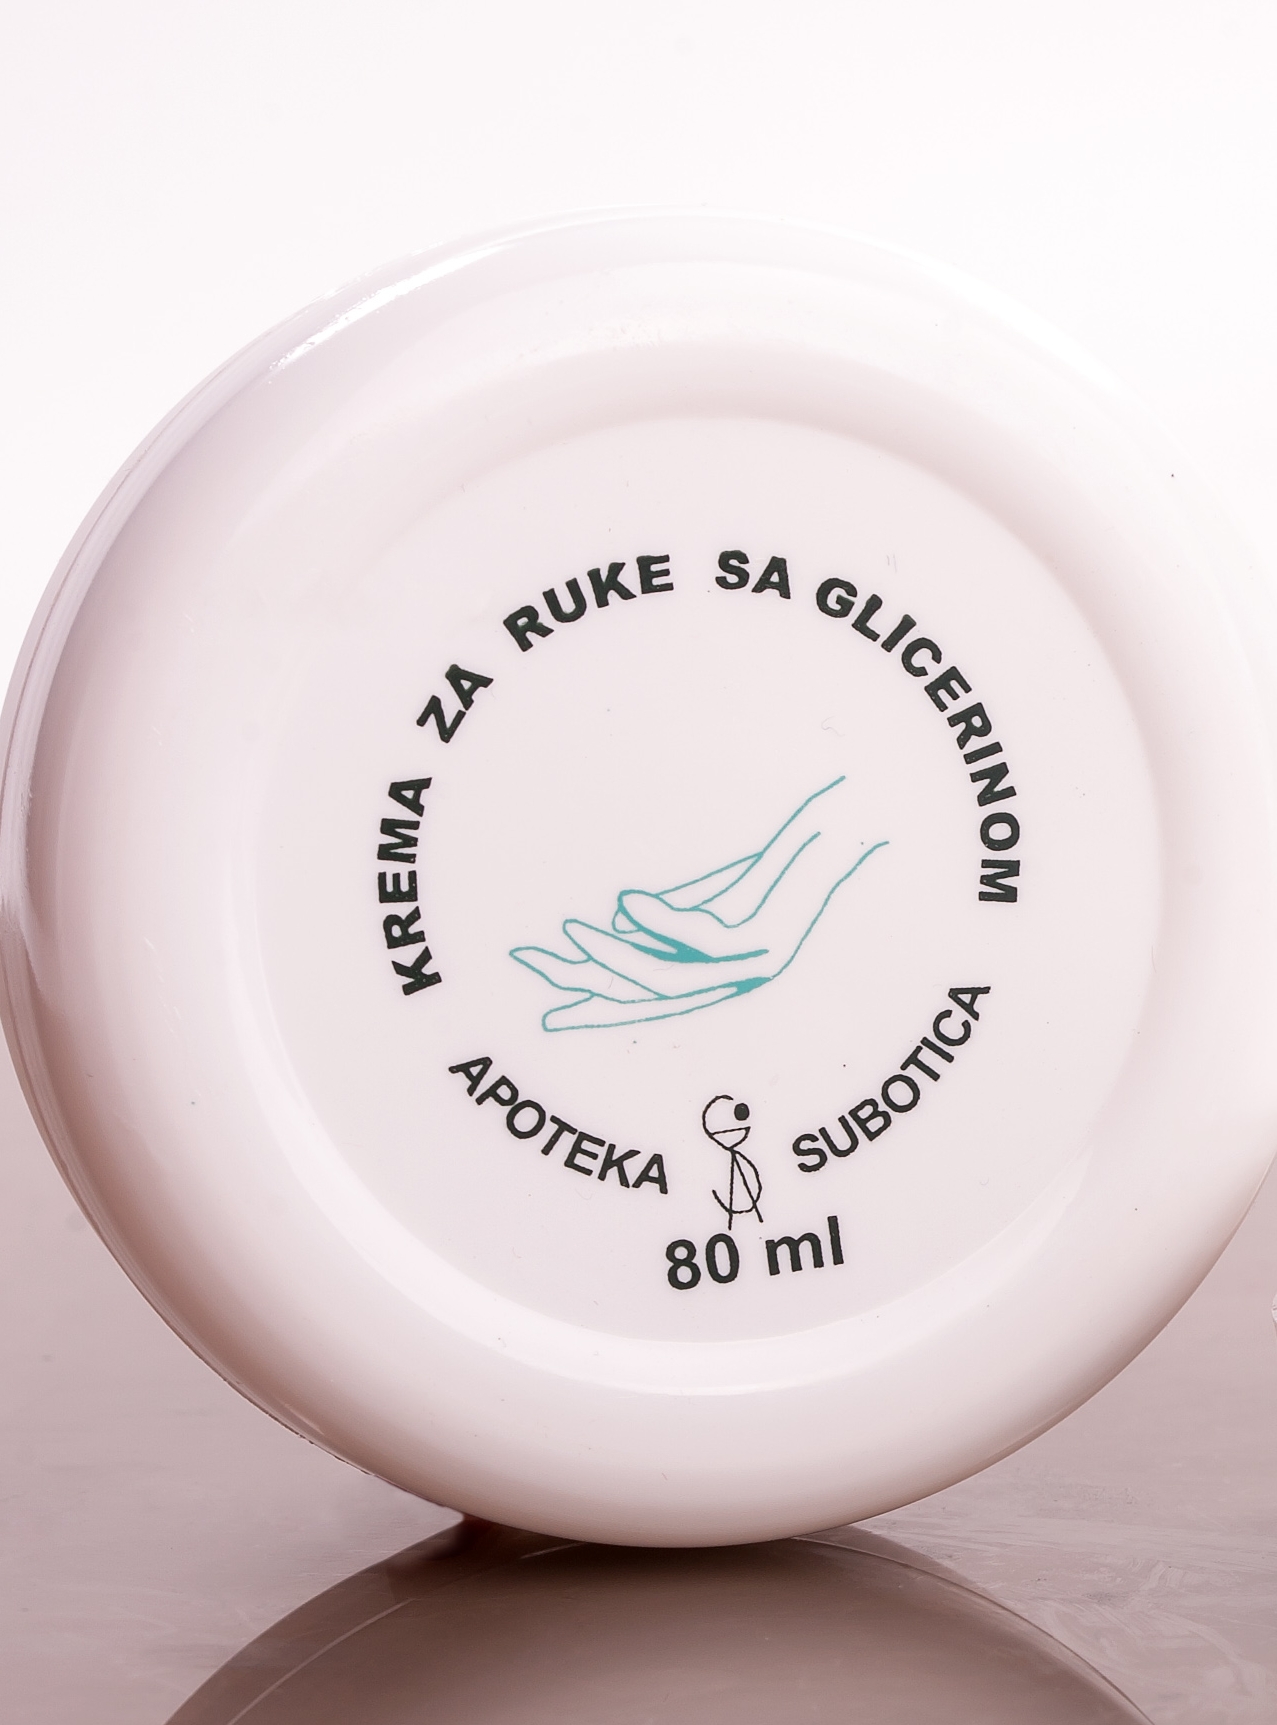 KREMA ZA RUKE SA GLICERINOM
APOTEKA SUBOTICA
80 ml